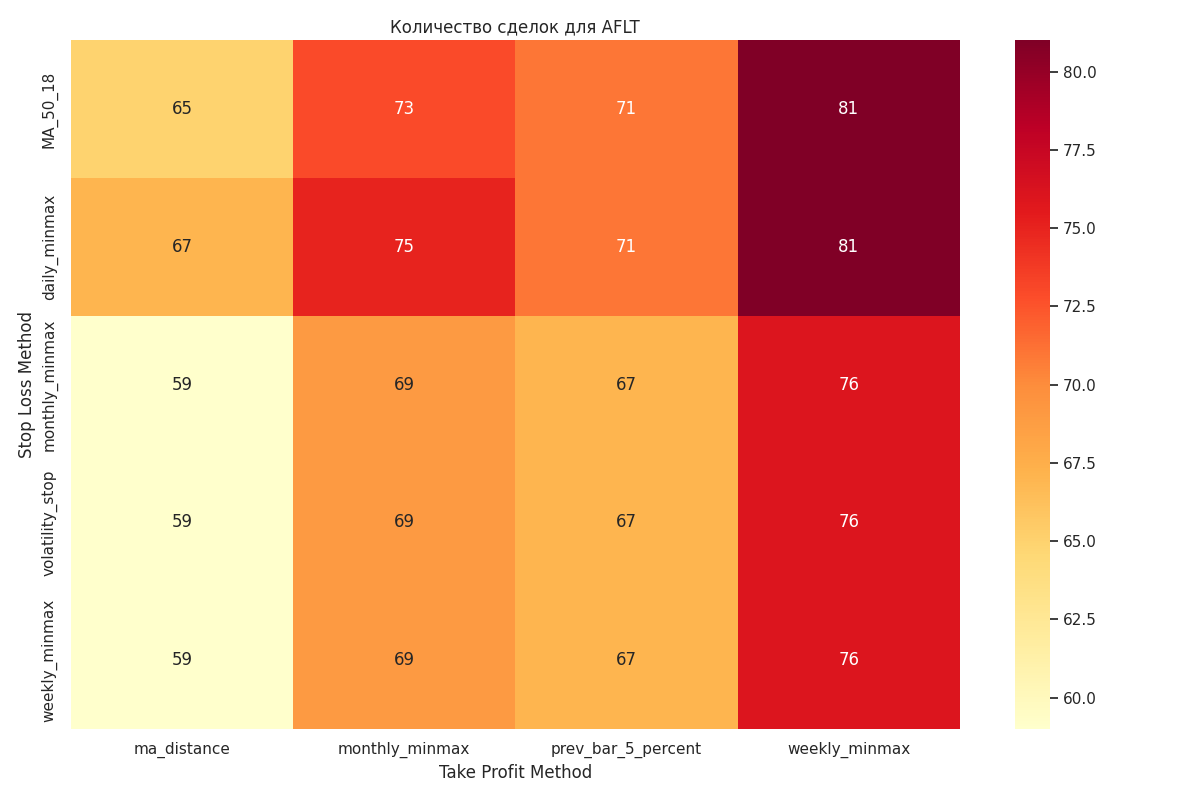 Количество сделок для AFLT
Stop Loss Method
MA_50_18
65 73 71 81
daily_minmax
67 75 71 81
monthly_minmax
59 69 67 76
volatility_stop
59 69 67 76
weekly_minmax
59 69 67 76
ma_distance monthly_minmax prev_bar_5_percent weekly_minmax
Take Profit Method
80.0
77.5
75.0
72.5
70.0
67.5
65.0
62.5
60.0